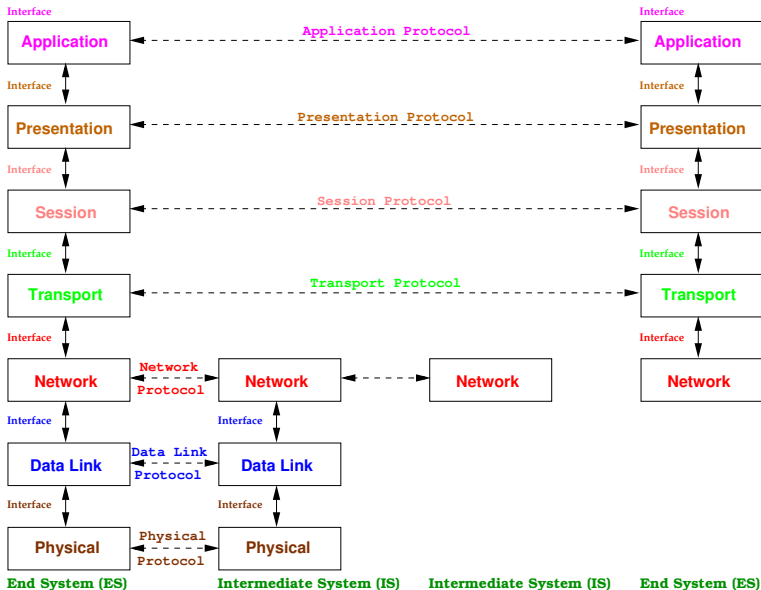 Interface Interface
Application Application Protocol Application
Interface Interface
Presentation Presentation Protocol Presentation
Interface Interface
Session Session Protocol Session
Interface Interface
Transport Transport Protocol Transport
Interface Interface
Network Network Protocol Network Network Network
Interface Interface
Data Link Data Link Protocol Data Link
Interface Interface
Physical Physical Protocol Physical
End System (ES) Intermediate System (IS) Intermediate System (IS) End System (ES)